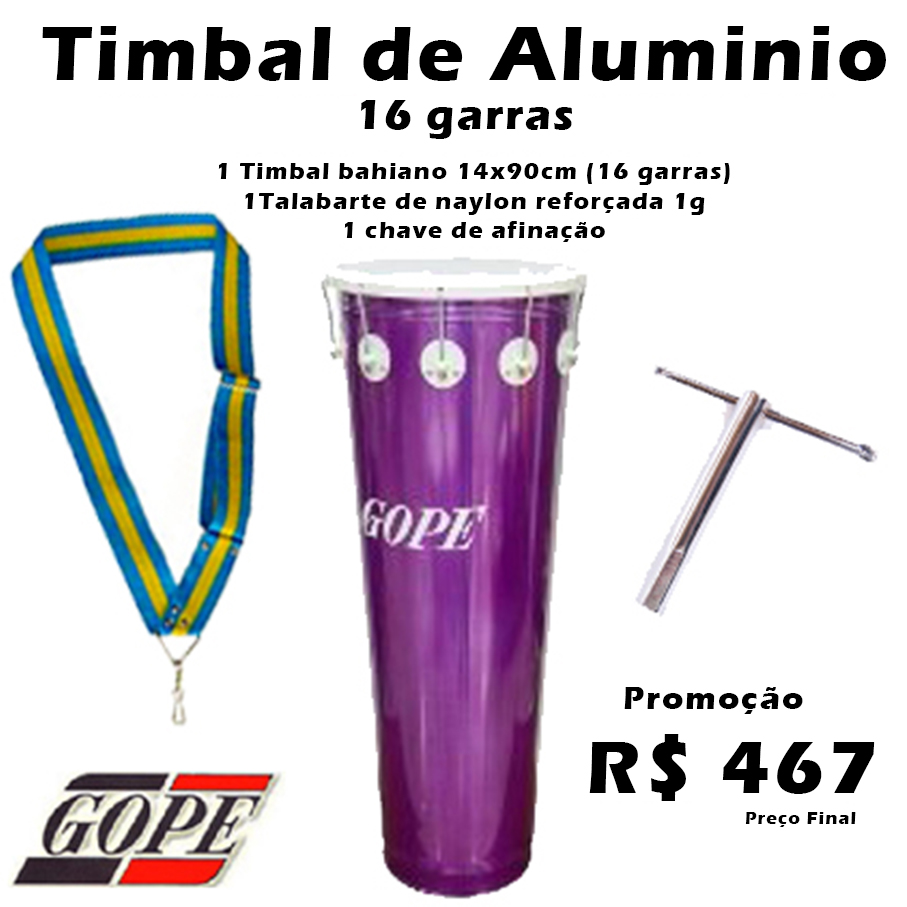 Timbal de Aluminio
16 garras
1 Timbal bahiano 14x90cm (16 garras)
1Talabarte de naylon reforçada 1g
1 chave de afinação
GOPE
Promoção
R$ 467
Preço Final
GOPE